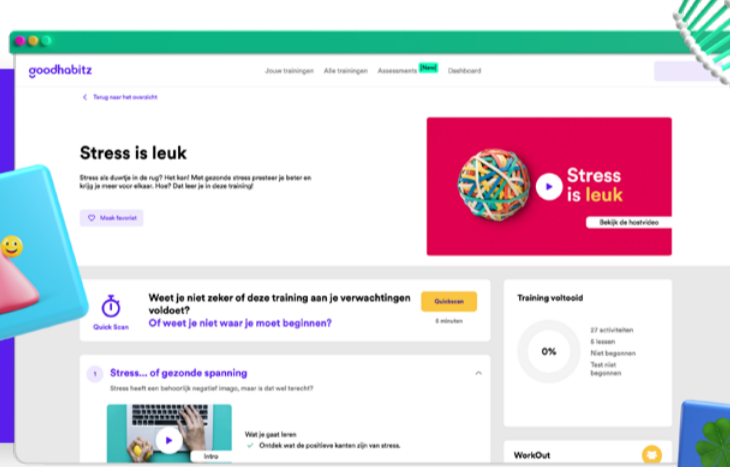 goodhabitz
Jouw trainingen Alle trainingen Assessments [New] Dashboard
Terug naar het overzicht
Stress is leuk
Stress als duwtje in de rug? Het kan! Met gezonde stress presteer je beter en
krijg je meer voor elkaar. Hoe? Dat leer je in deze training!
Maak favoriet
Stress
is leuk
Bekijk de hostvideo
Quick Scan
Weet je niet zeker of deze training aan je verwachtingen
voldoet?
Of weet je niet waar je moet beginnen?
Quickscan
6 minuten
1 Stress... of gezonde spanning
Stress heeft een behoorlijk negatief imago, maar is dat wel terecht?
Intro
Wat je gaat leren
Ontdek wat de positieve kanten zijn van stress.
Training voltooid
0%
27 activiteiten
6 lessen
Niet begonnen
Test niet
begonnen
WorkOut